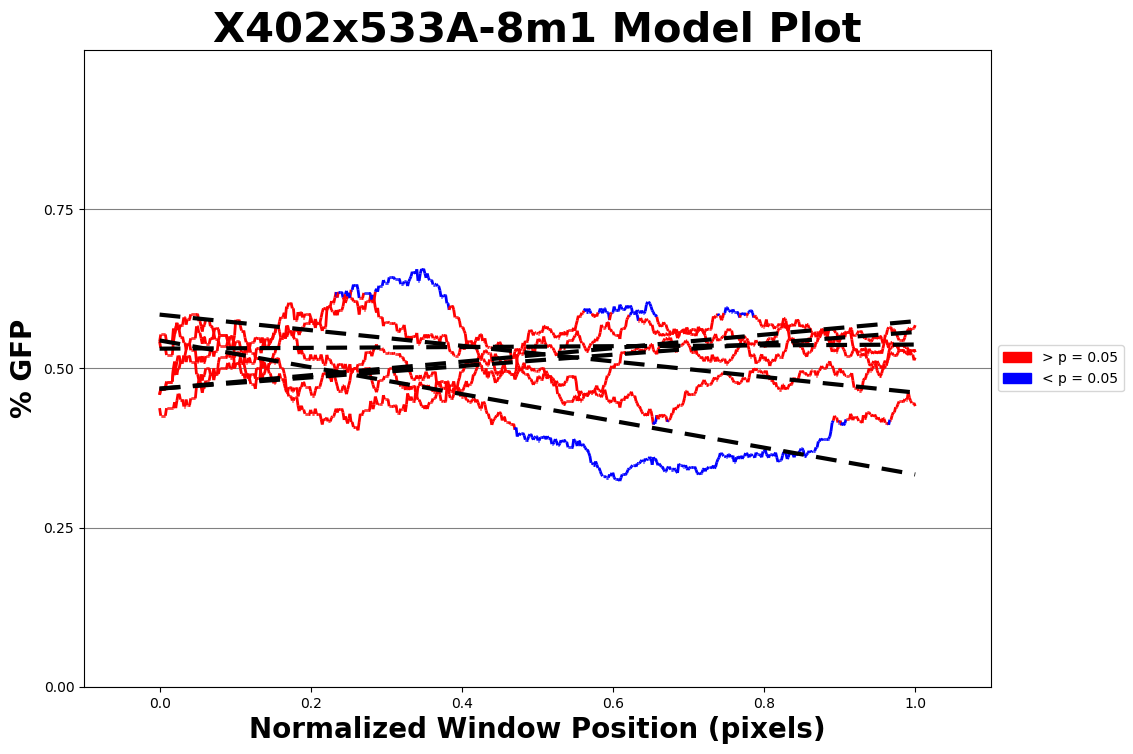 X402x533A-8m1 Model Plot
% GFP
0.75
0.50
0.25
0.00
0.0 0.2 0.4 0.6 0.8 1.0
Normalized Window Position (pixels)
> p = 0.05
< p = 0.05